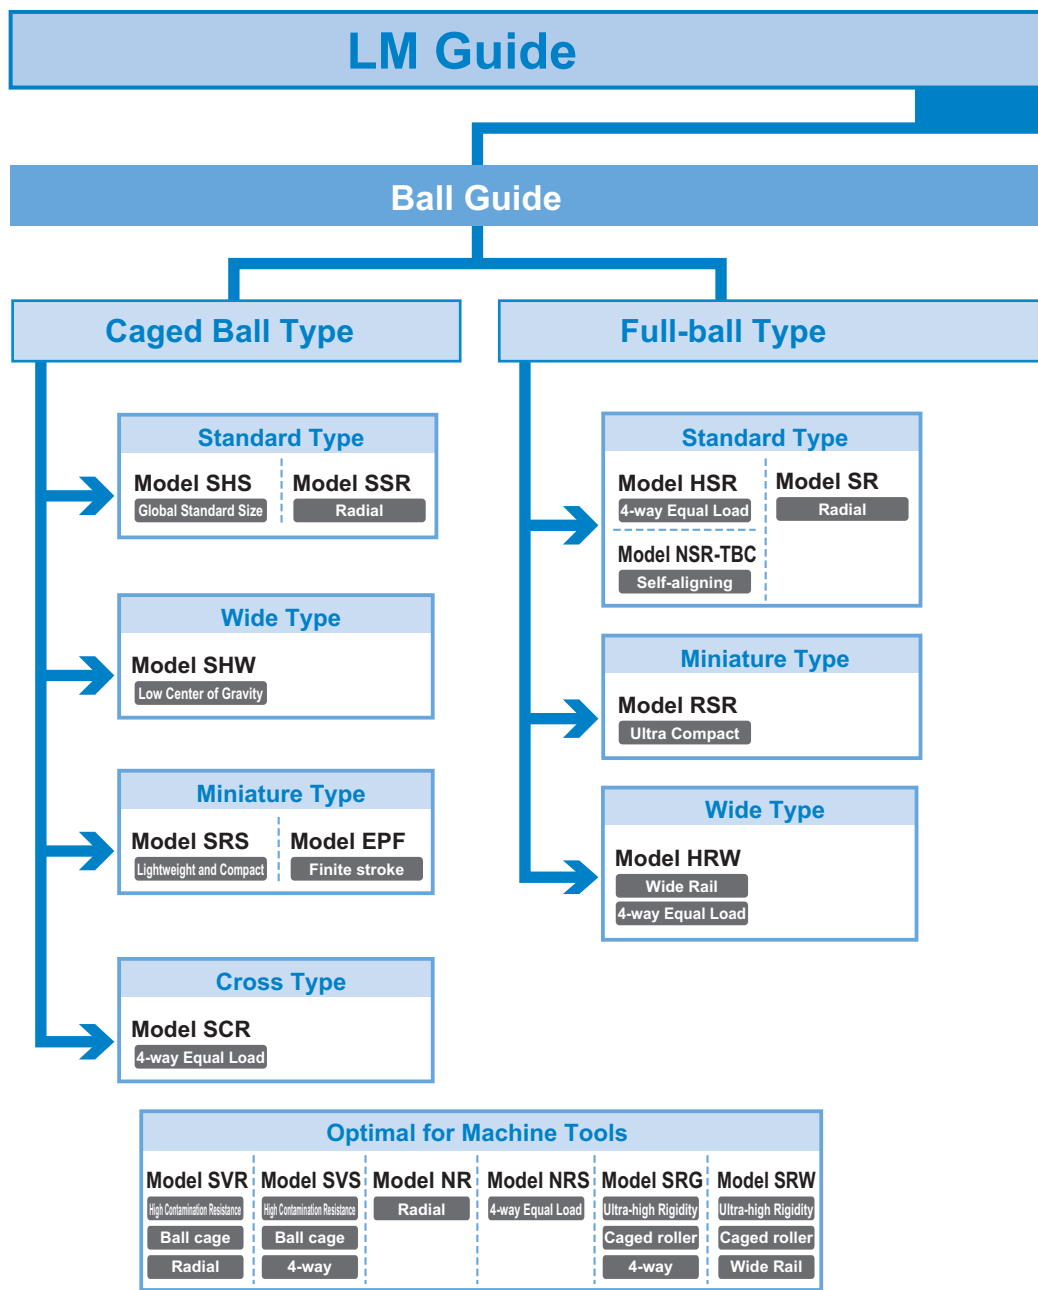 LM Guide
Ball Guide
Caged Ball Type
Standard Type
Model SHS
Global Standard Size
Model SSR
Radial
Wide Type
Model SHW
Low Center of Gravity
Miniature Type
Model SRS
Lightweight and Compact
Model EPF
Finite stroke
Cross Type
Model SCR
4-way Equal Load
Full-ball Type
Standard Type
Model HSR
4-way Equal Load
Model NSR-TBC
Self-aligning
Model SR
Radial
Miniature Type
Model RSR
Ultra Compact
Wide Type
Model HRW
Wide Rail
4-way Equal Load
Optimal for Machine Tools
Model SVR
High Contamination Resistance
Ball cage
Radial
Model SVS
High Contamination Resistance
Ball cage
4-way
Model NR
Radial
Model NRS
4-way Equal Load
Model SRG
Ultra-high Rigidity
Caged roller
4-way
Model SRW
Ultra-high Rigidity
Caged roller
Wide Rail